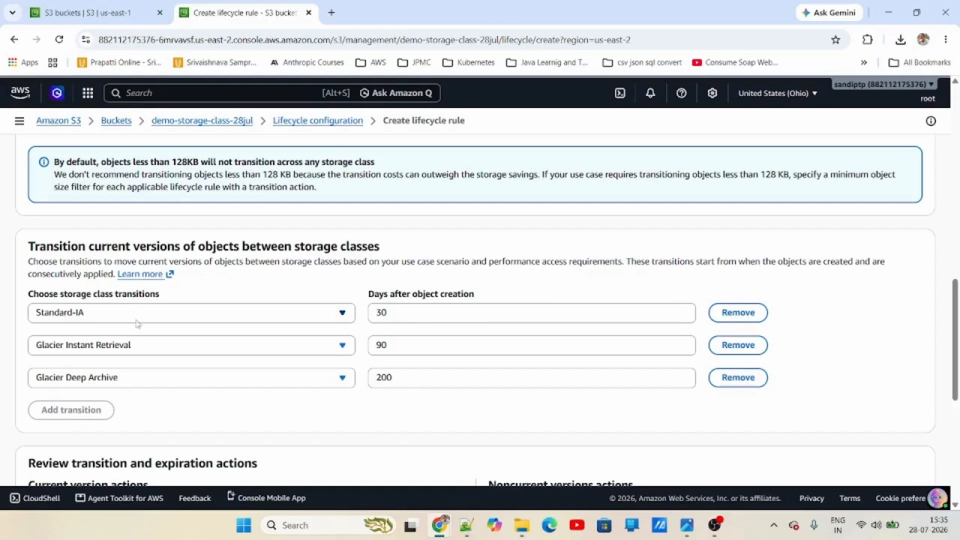 S3 buckets | S3 | us-east-1
Create lifecycle rule - S3 bucke
Ask Gemini
882112175376-6mrvavsf.us-east-2.console.aws.amazon.com/s3/management/demo-storage-class-28jul/lifecycle/create?region=us-east-2
Apps
Prapatti Online - Sri...
Srivaishnava Sampr...
Anthropic Courses
AWS
JPMC
Kubernetes
Java Learnig and T...
csv json sql convert
Consume Soap Web...
All Bookmarks
aws
Search
[Alt+S]
Ask Amazon Q
United States (Ohio)
sandiptp (882112175376)
root
Amazon S3 > Buckets > demo-storage-class-28jul > Lifecycle configuration > Create lifecycle rule
By default, objects less than 128KB will not transition across any storage class
We don't recommend transitioning objects less than 128 KB because the transition costs can outweigh the storage savings. If your use case requires transitioning objects less than 128 KB, specify a minimum object
size filter for each applicable lifecycle rule with a transition action.
Transition current versions of objects between storage classes
Choose transitions to move current versions of objects between storage classes based on your use case scenario and performance access requirements. These transitions start from when the objects are created and are
consecutively applied. Learn more
Choose storage class transitions
Days after object creation
Standard-IA
30
Remove
Glacier Instant Retrieval
90
Remove
Glacier Deep Archive
200
Remove
Add transition
Review transition and expiration actions
Current version actions
Noncurrent versions actions
CloudShell
Agent Toolkit for AWS
Feedback
Console Mobile App
© 2026, Amazon Web Services, Inc. or its affiliates.
Privacy
Terms
Cookie prefere
Search
ENG
IN
15:35
28-07-2026